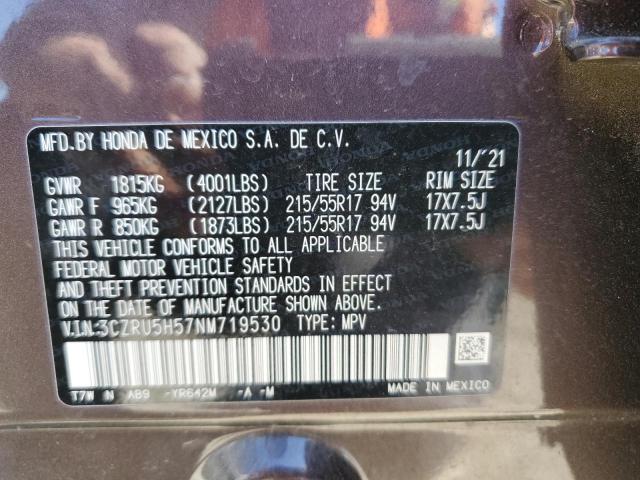 MFD.BY HONDA DE MEXICO S.A. DE C.V.
11/'21
GVWR 1815KG (4001LBS) TIRE SIZE RIM SIZE
GAWR F 965KG (2127LBS) 215/55R17 94V 17X7.5J
GAWR R 850KG (1873LBS) 215/55R17 94V 17X7.5J
THIS VEHICLE CONFORMS TO ALL APPLICABLE
FEDERAL MOTOR VEHICLE SAFETY
AND THEFT PREVENTION STANDARDS IN EFFECT
ON THE DATE OF MANUFACTURE SHOWN ABOVE.
V.I.N:3CZRU5H57NM719530 TYPE: MPV
T7W N AB9 -YR642M -A -M MADE IN MEXICO